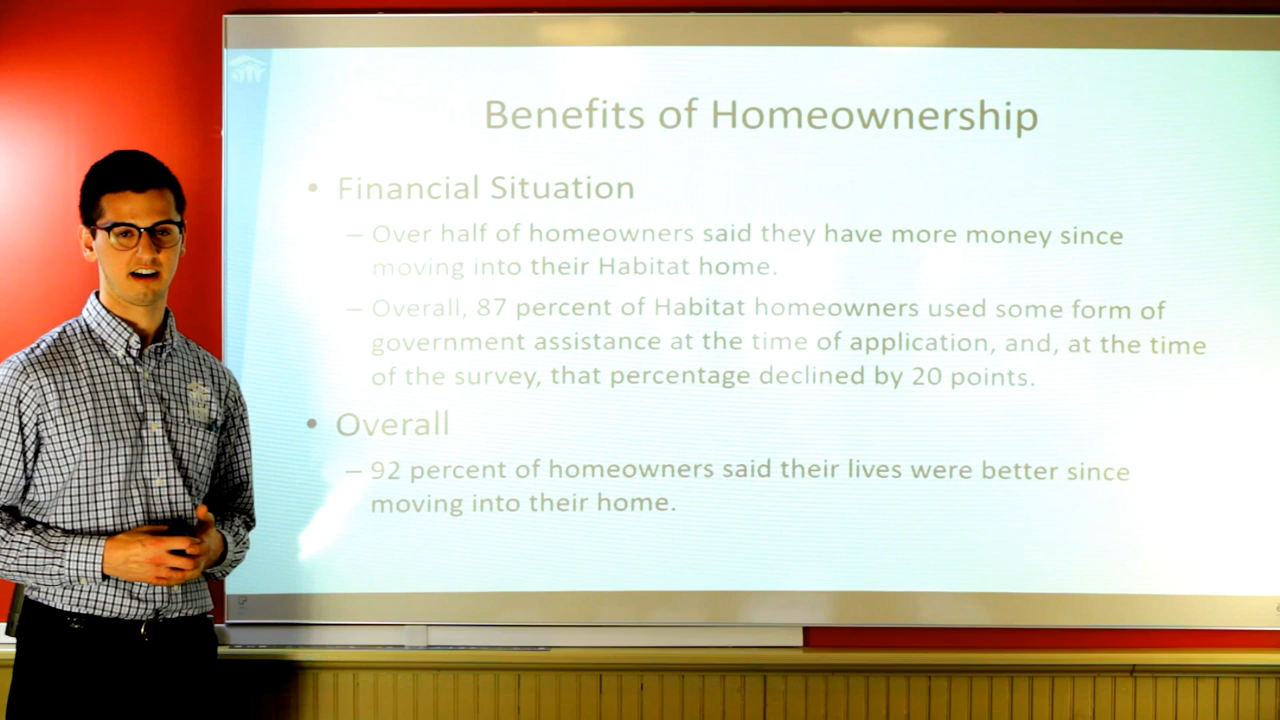 Benefits of Homeownership
• Financial Situation
– Over half of homeowners said they have more money since
moving into their Habitat home.
– Overall, 87 percent of Habitat homeowners used some form of
government assistance at the time of application, and, at the time
of the survey, that percentage declined by 20 points.
• Overall
– 92 percent of homeowners said their lives were better since
moving into their home.